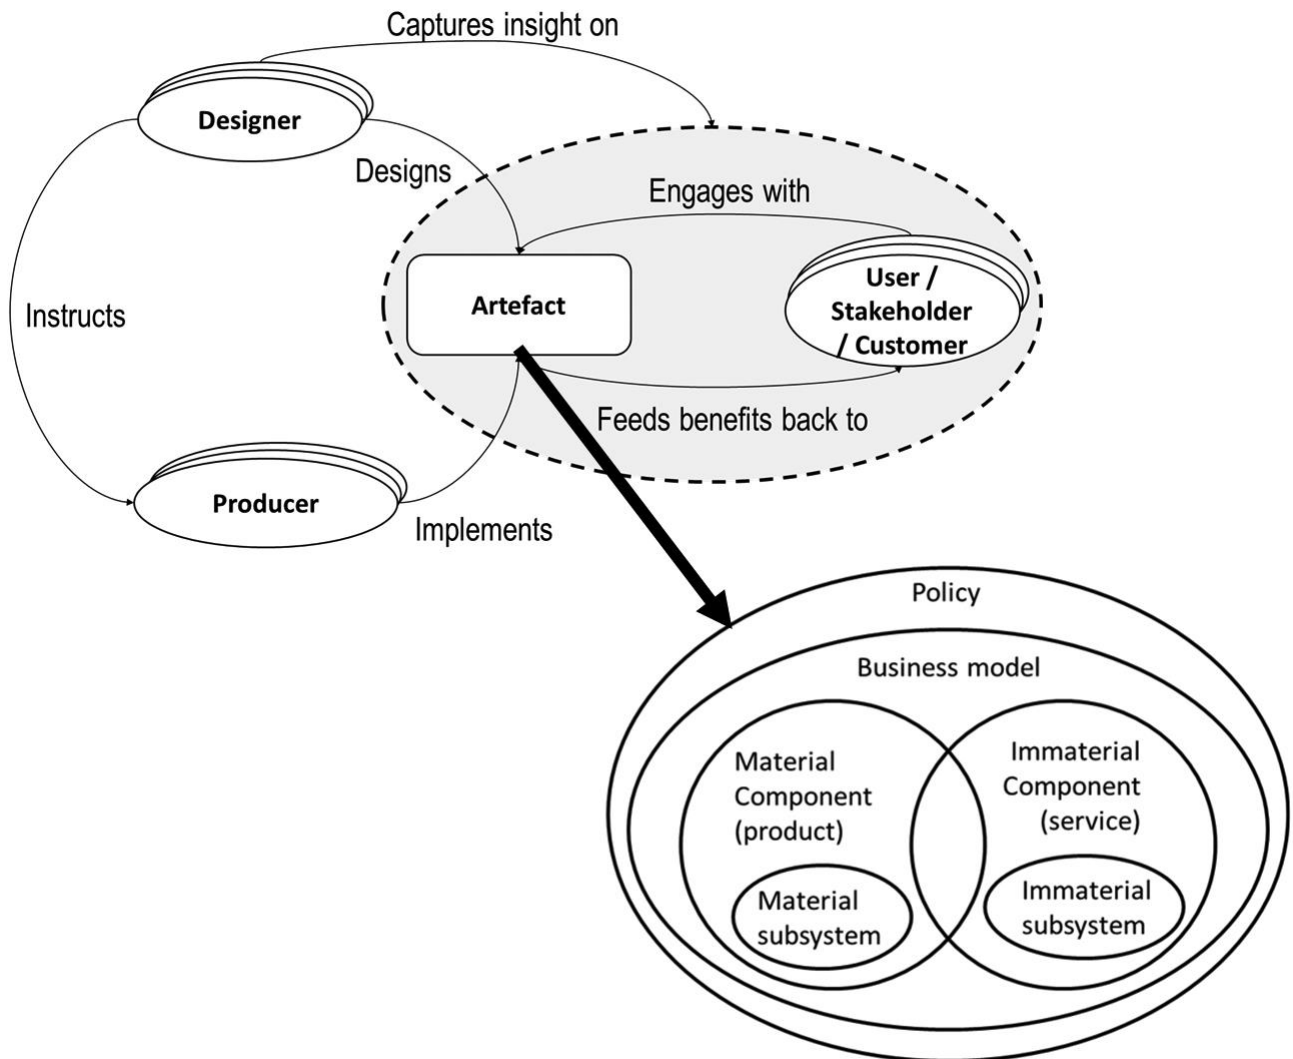 Captures insight on
Designer
Designs
Engages with
Instructs
Artefact
User /
Stakeholder
/ Customer
Feeds benefits back to
Producer
Implements
Policy
Business model
Material
Component
(product)
Immaterial
Component
(service)
Material
subsystem
Immaterial
subsystem